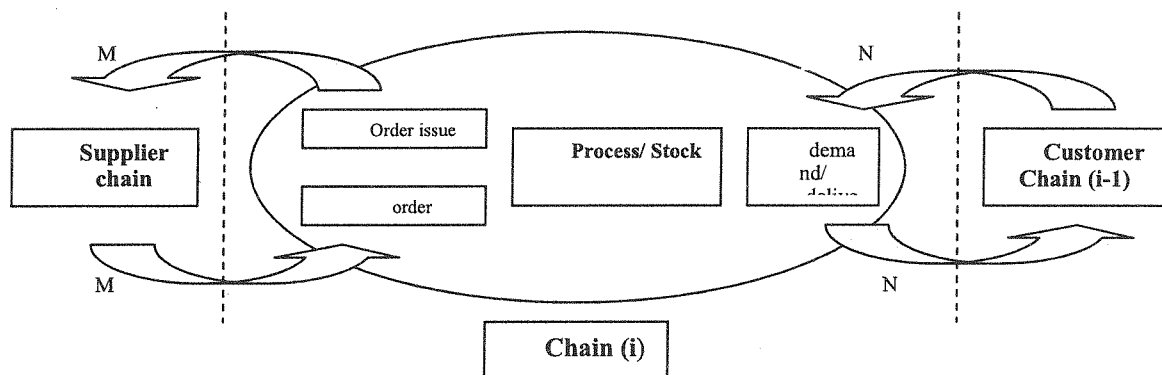 M
N
Order issue
Supplier
chain
Process/ Stock
dema
nd/
Customer
Chain (i-1)
order
M
N
Chain (i)